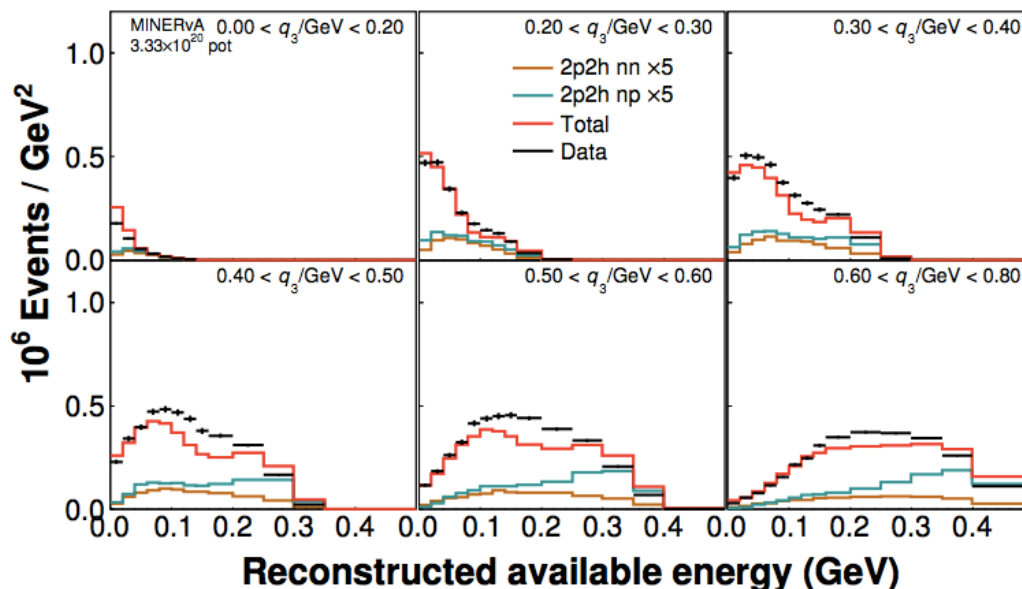 MINERvA 0.00 < q3/GeV < 0.20
3.33×10²⁰ pot
0.20 < q3/GeV < 0.30
0.30 < q3/GeV < 0.40
2p2h nn ×5
2p2h np ×5
Total
Data
1.0
0.5
0.0
0.40 < q3/GeV < 0.50
0.50 < q3/GeV < 0.60
0.60 < q3/GeV < 0.80
1.0
0.5
0.0
0.0 0.1 0.2 0.3 0.4 0.0 0.1 0.2 0.3 0.4 0.0 0.1 0.2 0.3 0.4
10⁶ Events / GeV²
Reconstructed available energy (GeV)